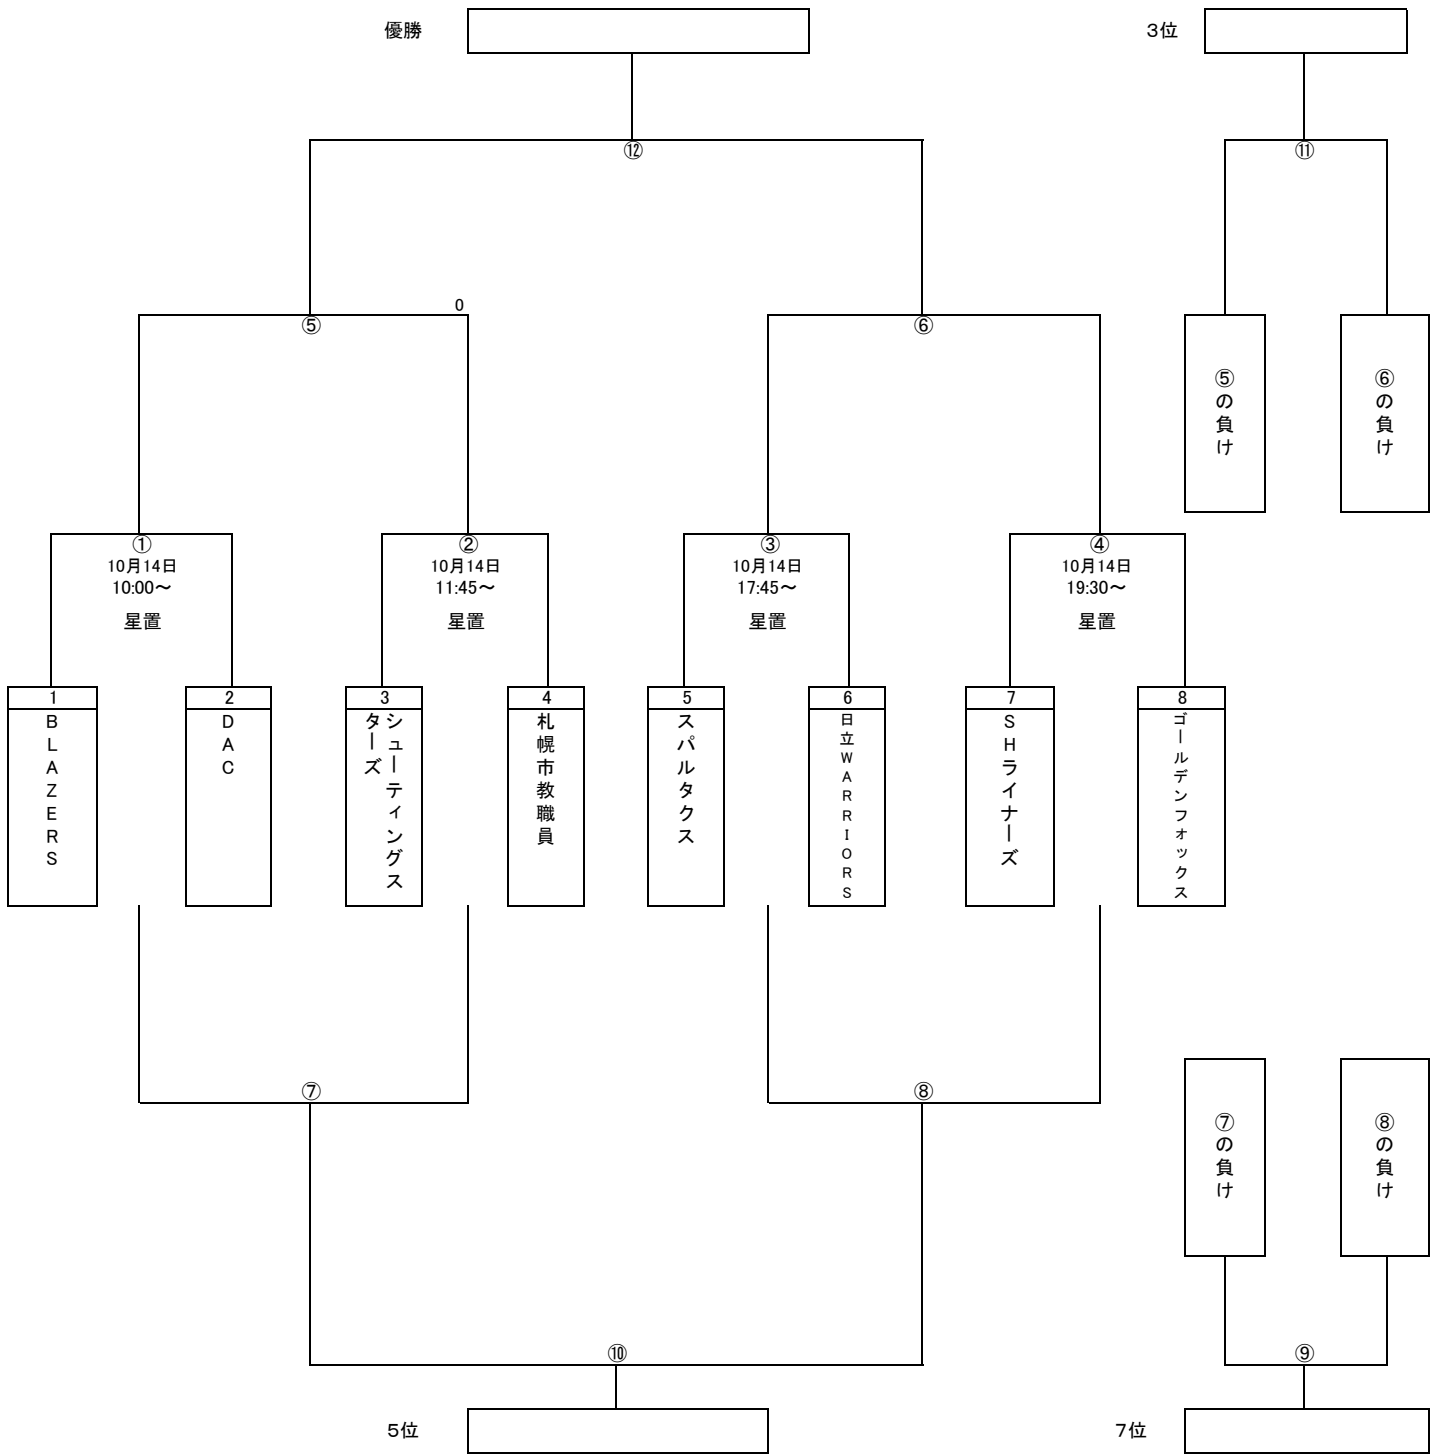 優勝
3位
⑫
⑪
0
⑤
⑥
⑤の負け
⑥の負け
①
10月14日
10:00～
星置
②
10月14日
11:45～
星置
③
10月14日
17:45～
星置
④
10月14日
19:30～
星置
1
BLAZERS
2
DAC
3
シューティングス
ターズ
4
札幌市教職員
5
スパルタクス
6
日立WARRIORS
7
SHライナーズ
8
ゴールデンフォックス
⑦
⑧
⑦の負け
⑧の負け
⑩
⑨
5位
7位